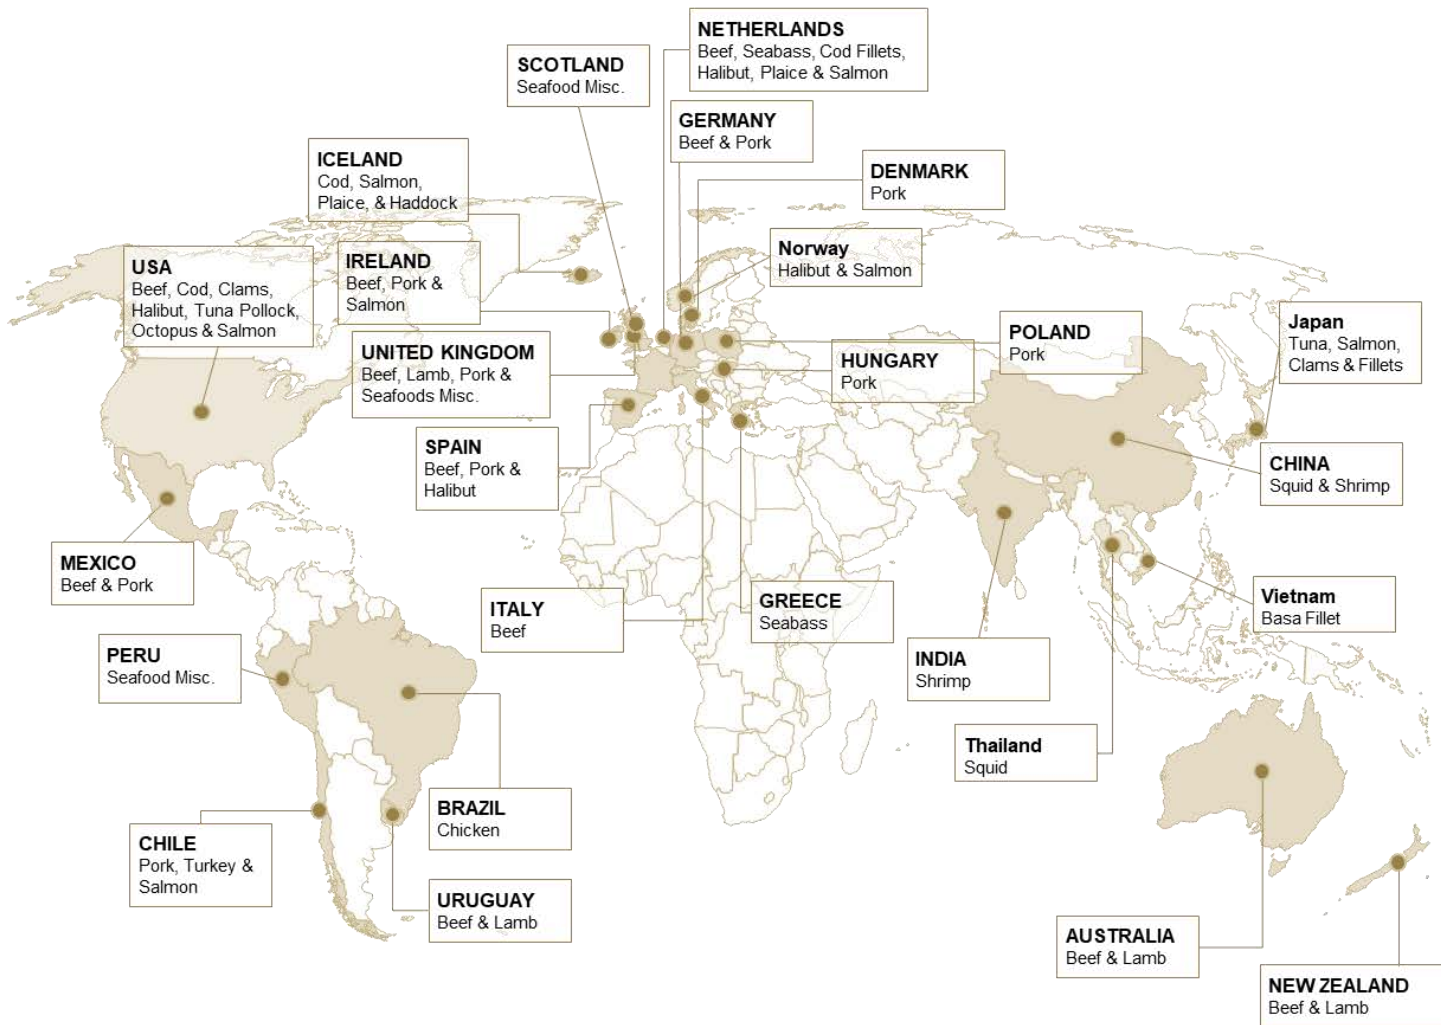 NETHERLANDS
Beef, Seabass, Cod Fillets,
Halibut, Plaice & Salmon
SCOTLAND
Seafood Misc.
GERMANY
Beef & Pork
ICELAND
Cod, Salmon,
Plaice, & Haddock
DENMARK
Pork
Norway
Halibut & Salmon
USA
Beef, Cod, Clams,
Halibut, Tuna Pollock,
Octopus & Salmon
IRELAND
Beef, Pork &
Salmon
UNITED KINGDOM
Beef, Lamb, Pork &
Seafoods Misc.
POLAND
Pork
HUNGARY
Pork
Japan
Tuna, Salmon,
Clams & Fillets
SPAIN
Beef, Pork &
Halibut
CHINA
Squid & Shrimp
MEXICO
Beef & Pork
ITALY
Beef
GREECE
Seabass
Vietnam
Basa Fillet
PERU
Seafood Misc.
INDIA
Shrimp
Thailand
Squid
BRAZIL
Chicken
CHILE
Pork, Turkey &
Salmon
URUGUAY
Beef & Lamb
AUSTRALIA
Beef & Lamb
NEW ZEALAND
Beef & Lamb